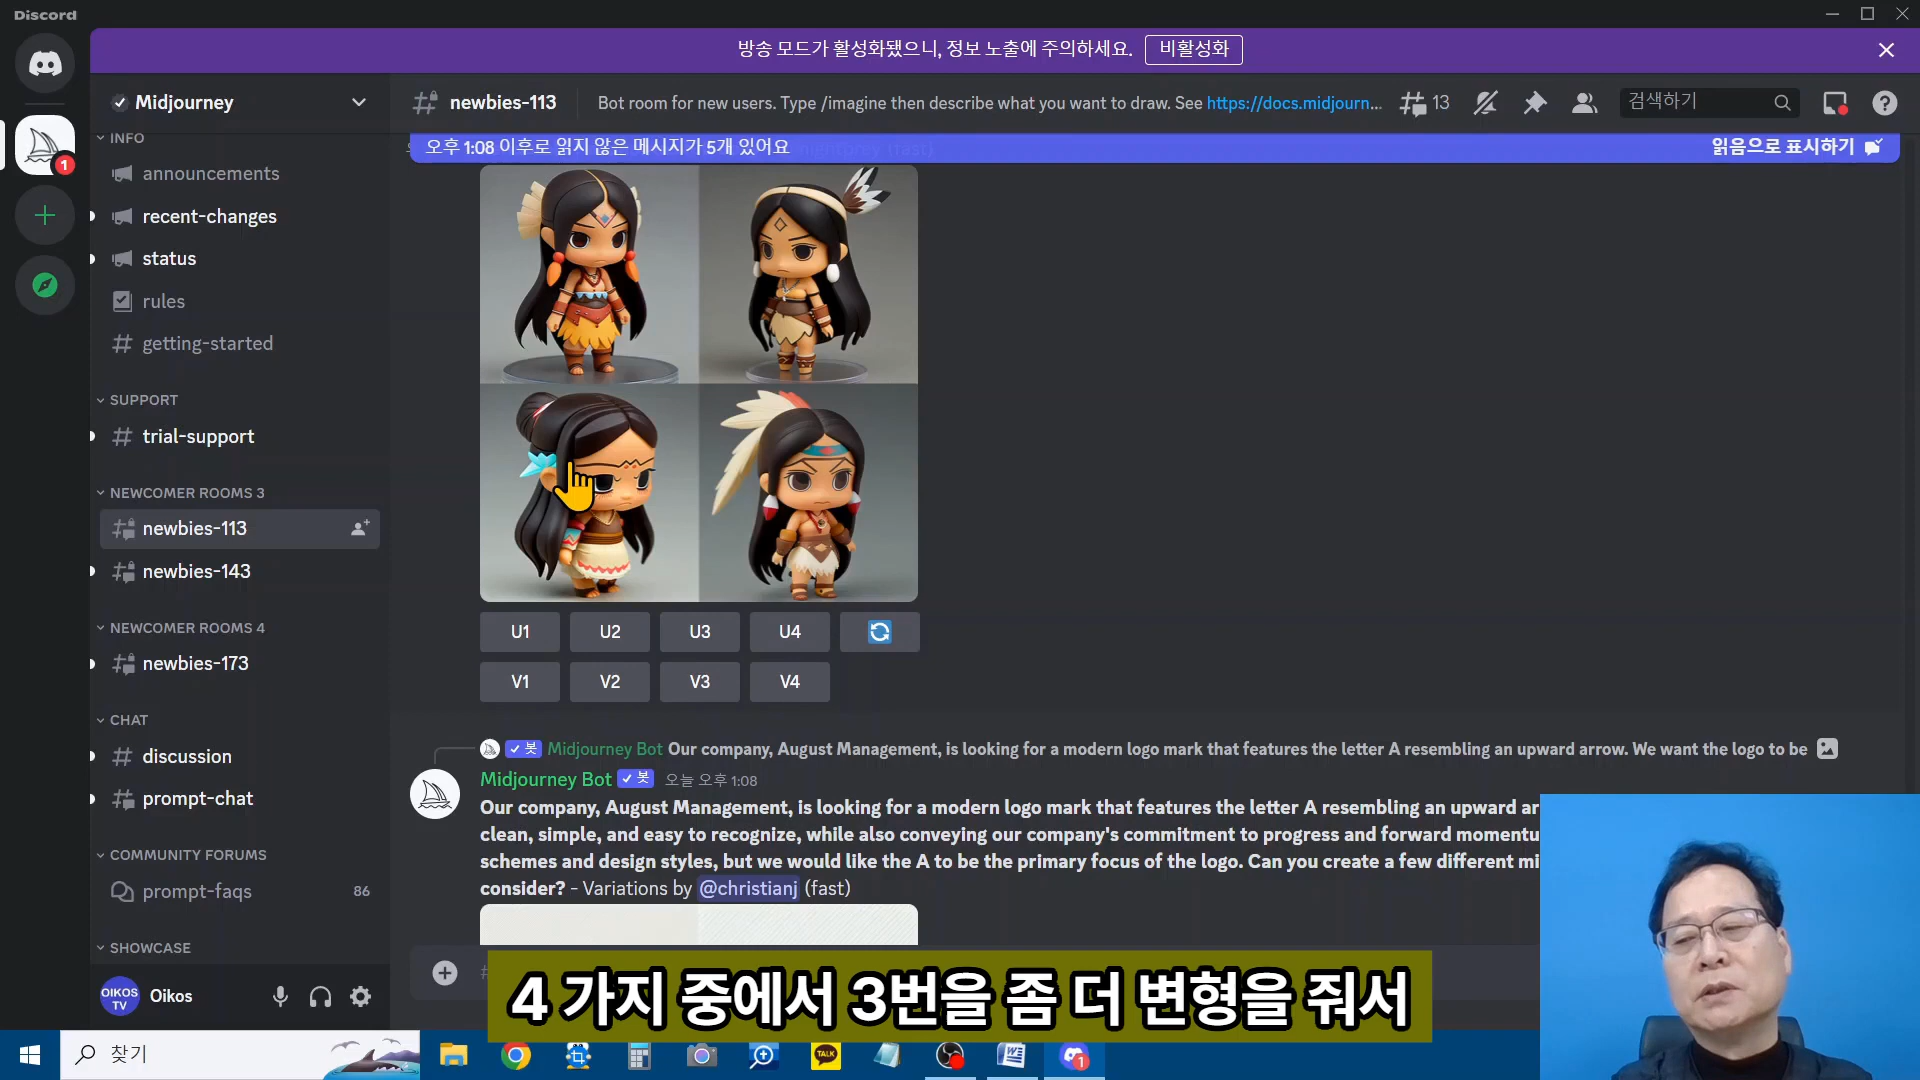 Discord
방송 모드가 활성화됐으니, 정보 노출에 주의하세요. 비활성화
Midjourney
newbies-113
Bot room for new users. Type /imagine then describe what you want to draw. See https://docs.midjourn...
13
검색하기
INFO
announcements
recent-changes
status
rules
getting-started
SUPPORT
trial-support
NEWCOMER ROOMS 3
newbies-113
newbies-143
NEWCOMER ROOMS 4
newbies-173
CHAT
discussion
prompt-chat
COMMUNITY FORUMS
prompt-faqs 86
SHOWCASE
OIKOS TV
Oikos
1
오후 1:08 이후로 읽지 않은 메시지가 5개 있어요
읽음으로 표시하기
U1 U2 U3 U4
V1 V2 V3 V4
봇 Midjourney Bot Our company, August Management, is looking for a modern logo mark that features the letter A resembling an upward arrow. We want the logo to be
Midjourney Bot 봇 오늘 오후 1:08
Our company, August Management, is looking for a modern logo mark that features the letter A resembling an upward ar
clean, simple, and easy to recognize, while also conveying our company's commitment to progress and forward momentu
schemes and design styles, but we would like the A to be the primary focus of the logo. Can you create a few different mi
consider? - Variations by @christianj (fast)
4 가지 중에서 3번을 좀 더 변형을 줘서
찾기
TALK
1